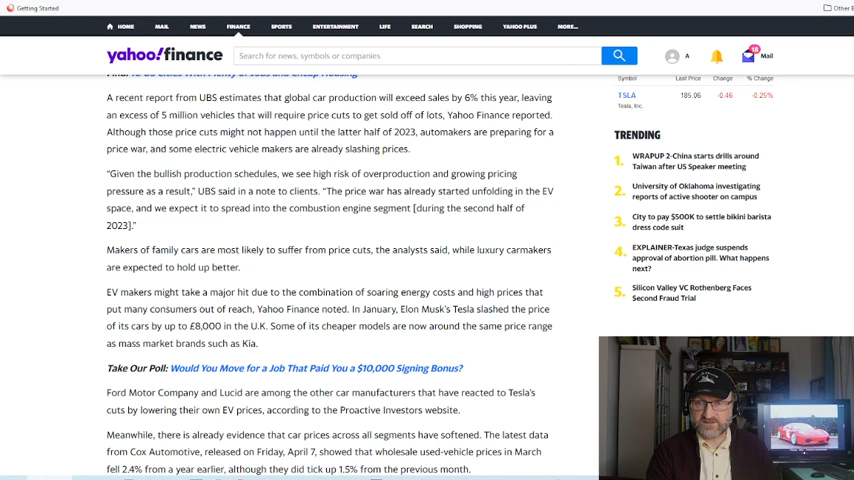 Getting Started
Other B
HOME MAIL NEWS FINANCE SPORTS ENTERTAINMENT LIFE SEARCH SHOPPING YAHOO PLUS MORE...
yahoo!finance
Search for news, symbols or companies
A
18
Mail
Find: 10 US Cities With Plenty of Jobs and Cheap Housing
A recent report from UBS estimates that global car production will exceed sales by 6% this year, leaving
an excess of 5 million vehicles that will require price cuts to get sold off of lots, Yahoo Finance reported.
Although those price cuts might not happen until the latter half of 2023, automakers are preparing for a
price war, and some electric vehicle makers are already slashing prices.
“Given the bullish production schedules, we see high risk of overproduction and growing pricing
pressure as a result,” UBS said in a note to clients. “The price war has already started unfolding in the EV
space, and we expect it to spread into the combustion engine segment [during the second half of
2023].”
Makers of family cars are most likely to suffer from price cuts, the analysts said, while luxury carmakers
are expected to hold up better.
EV makers might take a major hit due to the combination of soaring energy costs and high prices that
put many consumers out of reach, Yahoo Finance noted. In January, Elon Musk's Tesla slashed the price
of its cars by up to £8,000 in the U.K. Some of its cheaper models are now around the same price range
as mass market brands such as Kia.
Take Our Poll: Would You Move for a Job That Paid You a $10,000 Signing Bonus?
Ford Motor Company and Lucid are among the other car manufacturers that have reacted to Tesla's
cuts by lowering their own EV prices, according to the Proactive Investors website.
Meanwhile, there is already evidence that car prices across all segments have softened. The latest data
from Cox Automotive, released on Friday, April 7, showed that wholesale used-vehicle prices in March
fell 2.4% from a year earlier, although they did tick up 1.5% from the previous month.
Symbol Last Price Change % Change
TSLA 185.06 -0.46 -0.25%
Tesla, Inc.
TRENDING
1. WRAPUP 2-China starts drills around
Taiwan after US Speaker meeting
2. University of Oklahoma investigating
reports of active shooter on campus
3. City to pay $500K to settle bikini barista
dress code suit
4. EXPLAINER-Texas judge suspends
approval of abortion pill. What happens
next?
5. Silicon Valley VC Rothenberg Faces
Second Fraud Trial